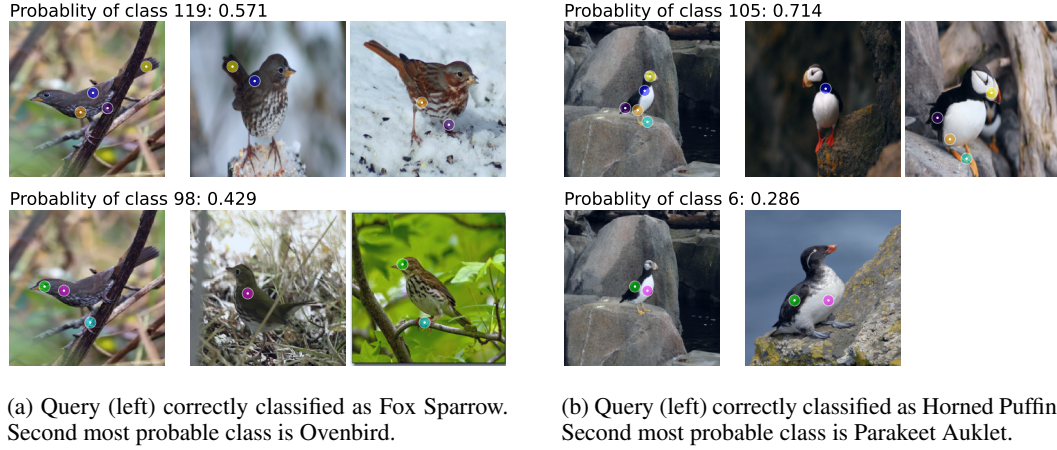 Probablity of class 119: 0.571
Probablity of class 98: 0.429
(a) Query (left) correctly classified as Fox Sparrow.
Second most probable class is Ovenbird.
Probablity of class 105: 0.714
Probablity of class 6: 0.286
(b) Query (left) correctly classified as Horned Puffin
Second most probable class is Parakeet Auklet.